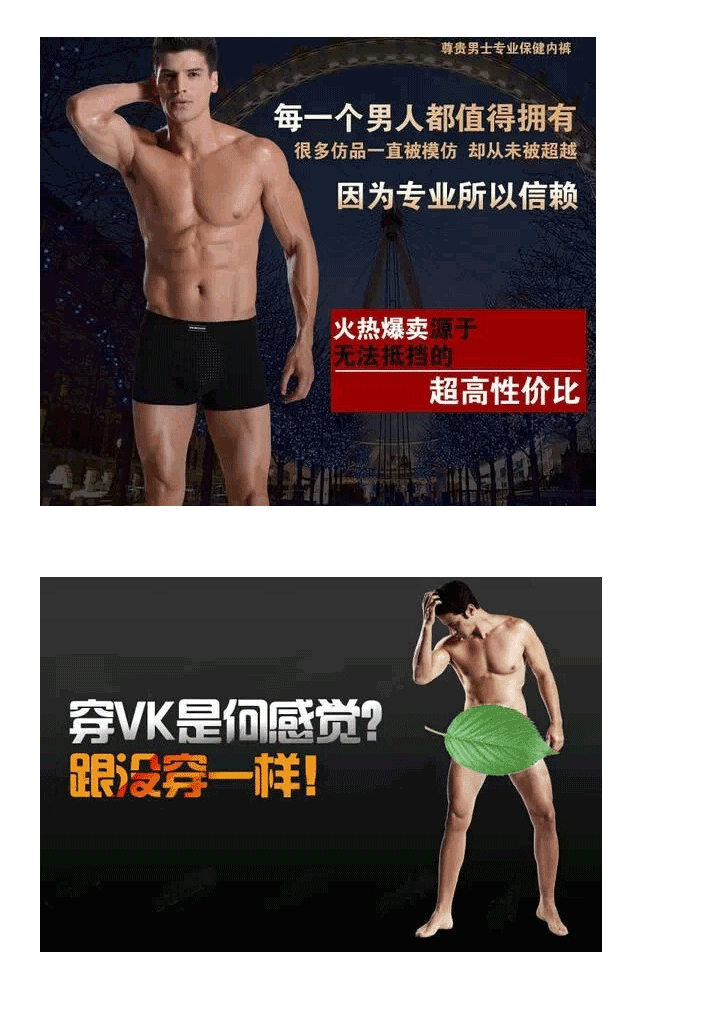 尊贵男士专业保健内裤
每一个男人都值得拥有
很多仿品一直被模仿 却从未被超越
因为专业所以信赖
火热爆卖源于
无法抵挡的
超高性价比
穿VK是何感觉?
跟没穿一样!